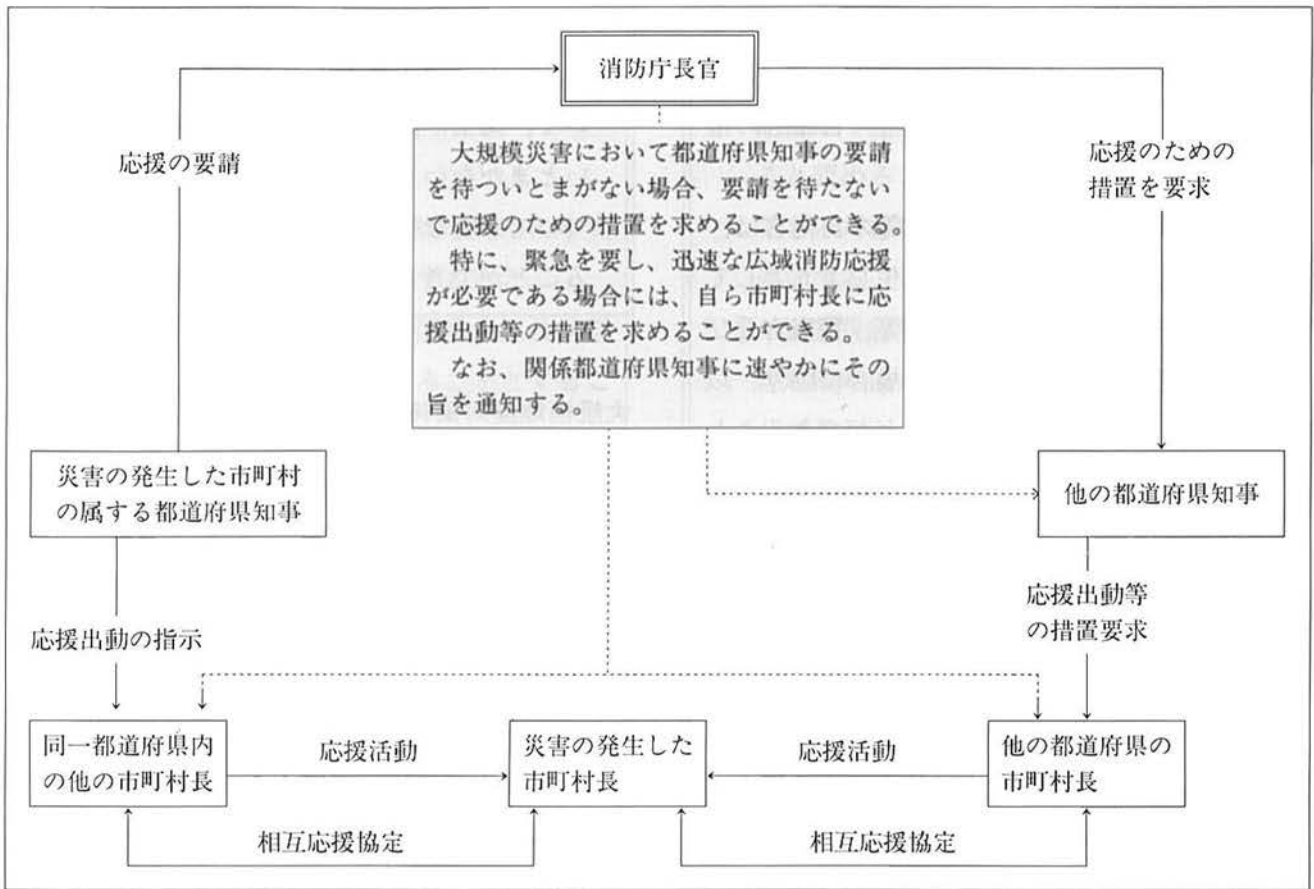 消防庁長官
応援の要請
応援のための
措置を要求
大規模災害において都道府県知事の要請
を待ついとまがない場合、要請を待たない
で応援のための措置を求めることができる。
特に、緊急を要し、迅速な広域消防応援
が必要である場合には、自ら市町村長に応
援出動等の措置を求めることができる。
なお、関係都道府県知事に速やかにその
旨を通知する。
災害の発生した市町村
の属する都道府県知事
他の都道府県知事
応援出動の指示
応援出動等
の措置要求
同一都道府県内
の他の市町村長
応援活動
災害の発生した
市町村長
応援活動
他の都道府県の
市町村長
相互応援協定
相互応援協定